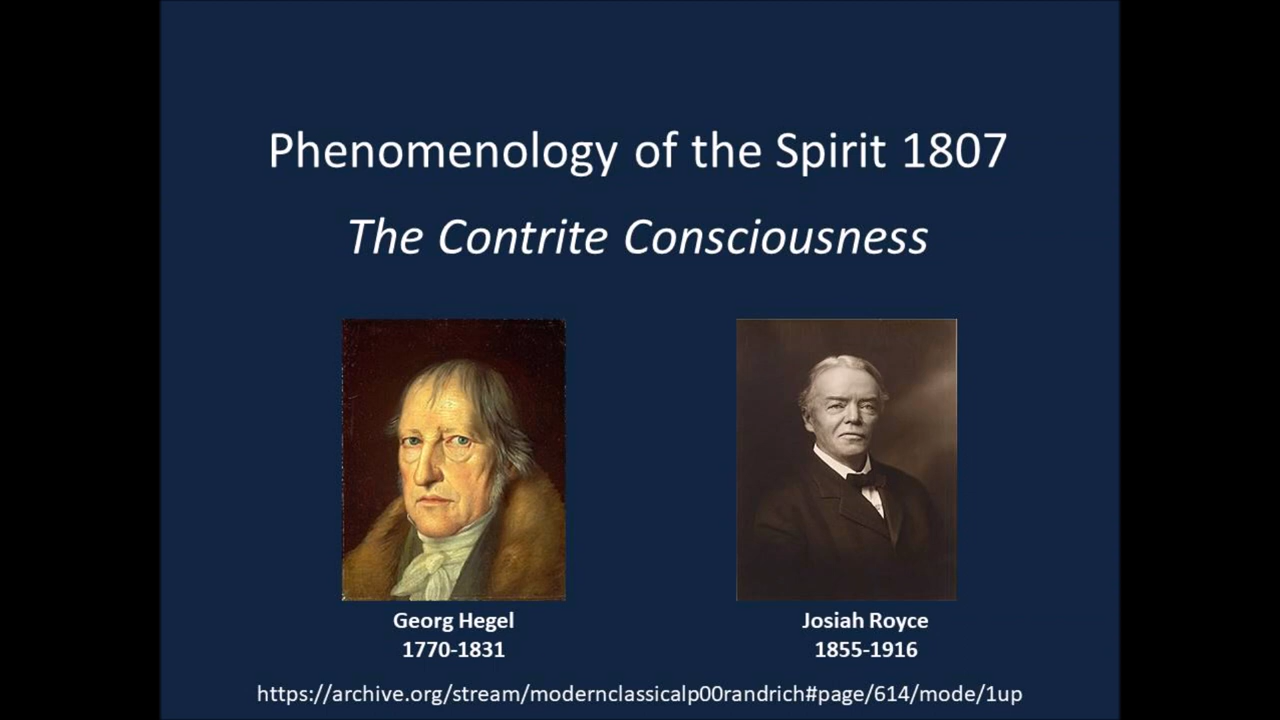 Phenomenology of the Spirit 1807
The Contrite Consciousness
Georg Hegel
1770-1831
Josiah Royce
1855-1916
https://archive.org/stream/modernclassicalp00randrich#page/614/mode/1up